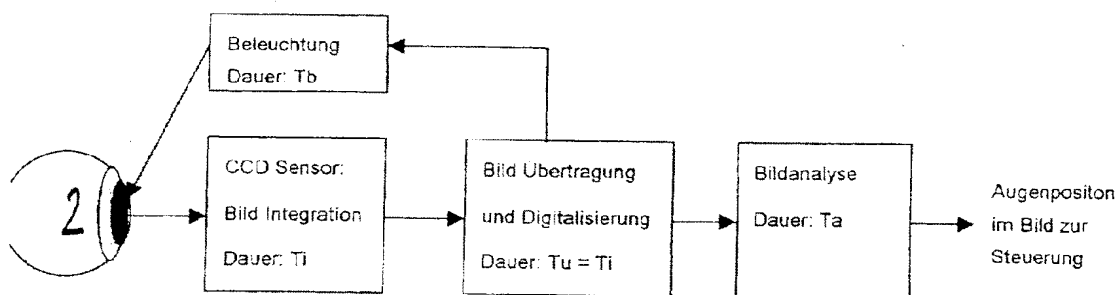 Beleuchtung
Dauer: Tb
2
CCD Sensor:
Bild Integration
Dauer: Ti
Bild Übertragung
und Digitalisierung
Dauer: Tu = Ti
Bildanalyse
Dauer: Ta
Augenpositon
im Bild zur
Steuerung